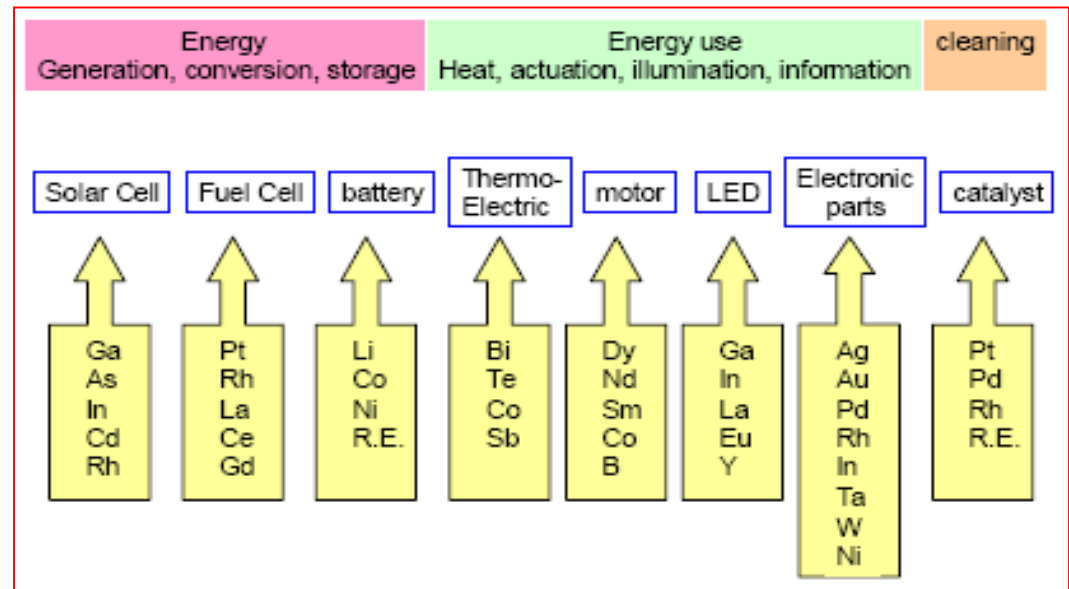 Energy
Generation, conversion, storage
Energy use
Heat, actuation, illumination, information
cleaning
Solar Cell
Fuel Cell
battery
Thermo-
Electric
motor
LED
Electronic
parts
catalyst
Ga
As
In
Cd
Rh
Pt
Rh
La
Ce
Gd
Li
Co
Ni
R.E.
Bi
Te
Co
Sb
Dy
Nd
Sm
Co
B
Ga
In
La
Eu
Y
Ag
Au
Pd
Rh
In
Ta
W
Ni
Pt
Pd
Rh
R.E.